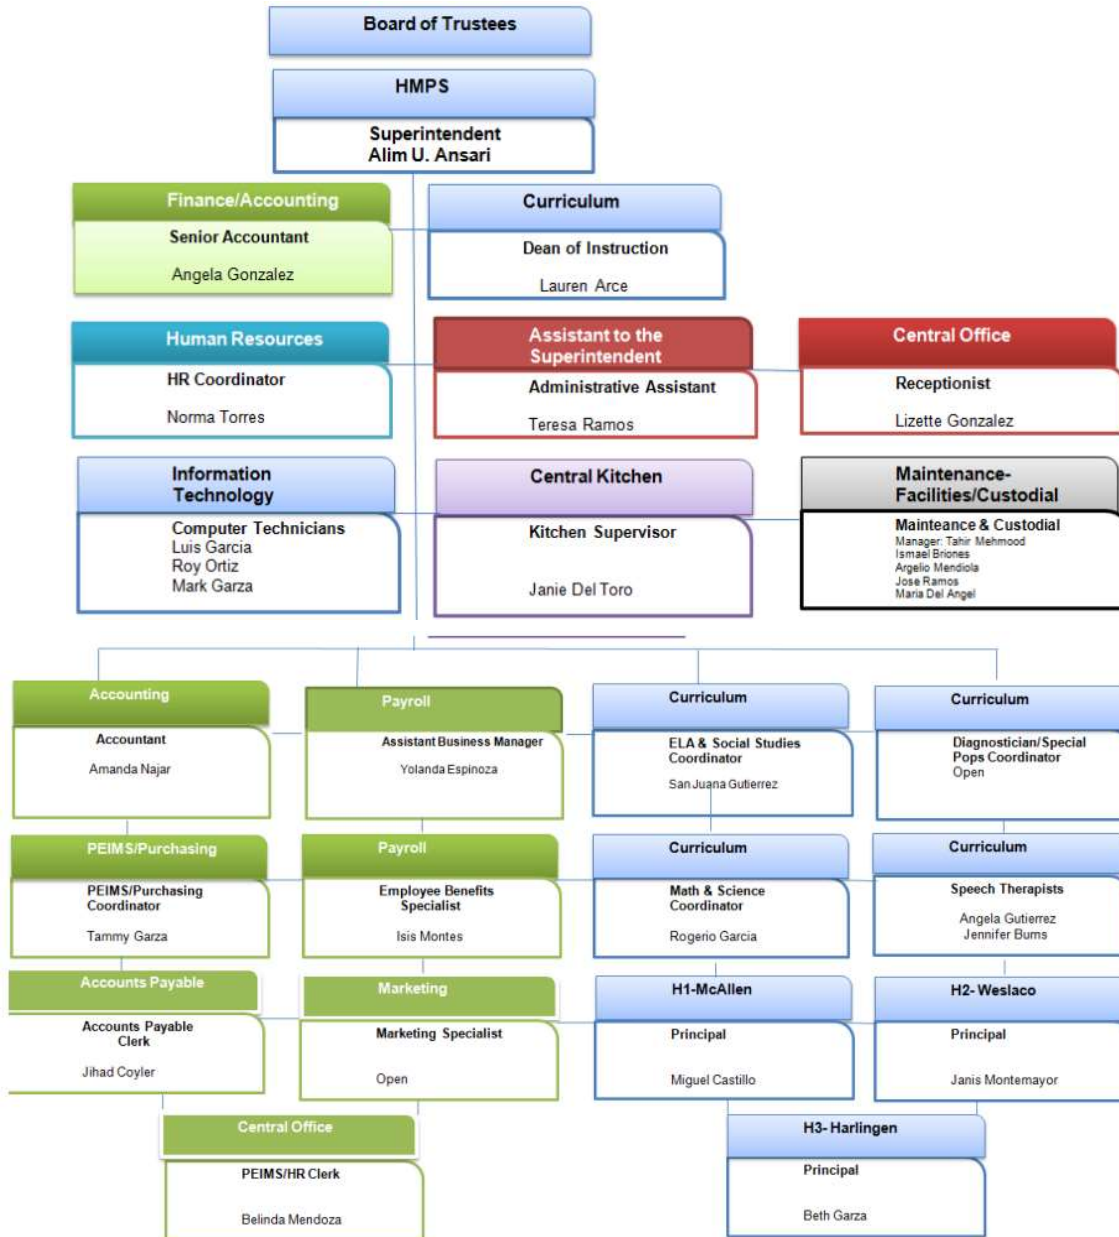 Board of Trustees
HMPS
Superintendent
Alim U. Ansari
Finance/Accounting
Senior Accountant
Angela Gonzalez
Curriculum
Dean of Instruction
Lauren Arce
Human Resources
HR Coordinator
Norma Torres
Assistant to the
Superintendent
Administrative Assistant
Teresa Ramos
Central Office
Receptionist
Lizette Gonzalez
Information
Technology
Computer Technicians
Luis Garcia
Roy Ortiz
Mark Garza
Central Kitchen
Kitchen Supervisor
Janie Del Toro
Maintenance-
Facilities/Custodial
Mainteance & Custodial
Manager: Tahir Mehmood
Ismael Briones
Argelio Mendiola
Jose Ramos
Maria Del Angel
Accounting
Accountant
Amanda Najar
Payroll
Assistant Business Manager
Yolanda Espinoza
Curriculum
ELA & Social Studies
Coordinator
San Juana Gutierrez
Curriculum
Diagnostician/Special
Pops Coordinator
Open
PEIMS/Purchasing
PEIMS/Purchasing
Coordinator
Tammy Garza
Payroll
Employee Benefits
Specialist
Isis Montes
Curriculum
Math & Science
Coordinator
Rogerio Garcia
Curriculum
Speech Therapists
Angela Gutierrez
Jennifer Burns
Accounts Payable
Accounts Payable
Clerk
Jihad Coyler
Marketing
Marketing Specialist
Open
H1-McAllen
Principal
Miguel Castillo
H2- Weslaco
Principal
Janis Montemayor
Central Office
PEIMS/HR Clerk
Belinda Mendoza
H3- Harlingen
Principal
Beth Garza